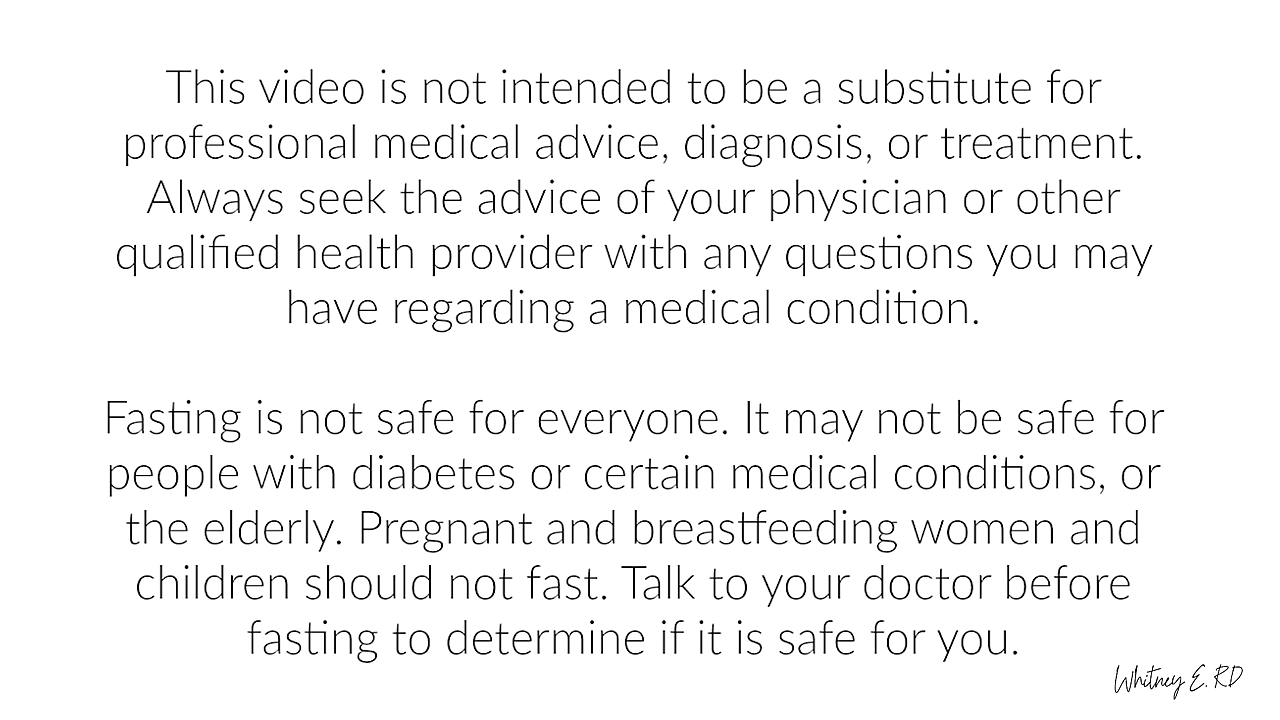 This video is not intended to be a substitute for
professional medical advice, diagnosis, or treatment.
Always seek the advice of your physician or other
qualified health provider with any questions you may
have regarding a medical condition.
Fasting is not safe for everyone. It may not be safe for
people with diabetes or certain medical conditions, or
the elderly. Pregnant and breastfeeding women and
children should not fast. Talk to your doctor before
fasting to determine if it is safe for you.
Whitney E. RD